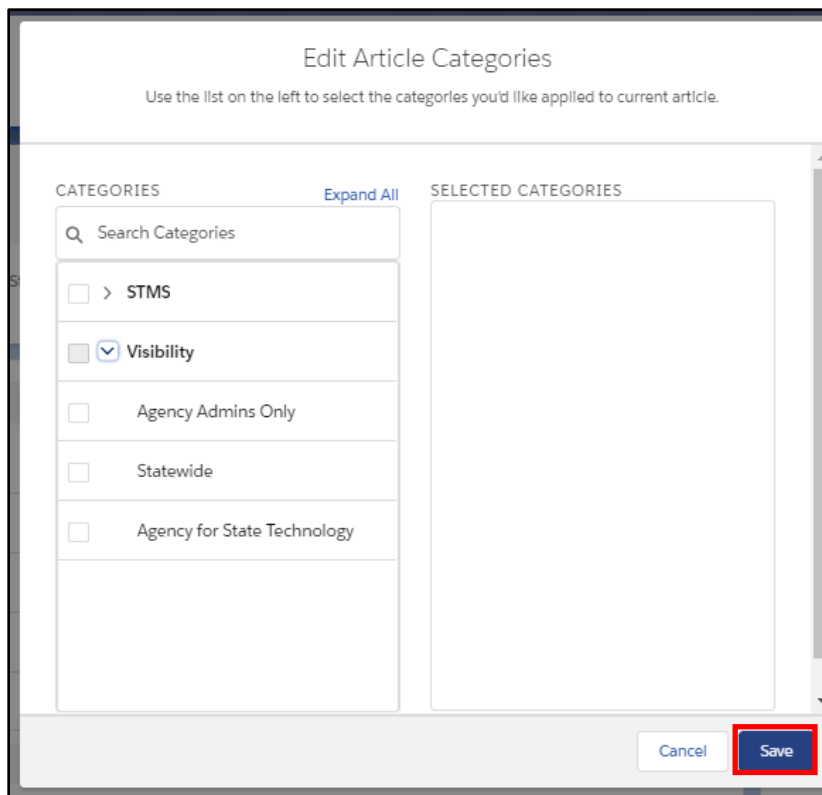 Edit Article Categories
Use the list on the left to select the categories you'd like applied to current article.
CATEGORIES
Expand All
SELECTED CATEGORIES
Search Categories
STMS
Visibility
Agency Admins Only
Statewide
Agency for State Technology
Cancel
Save